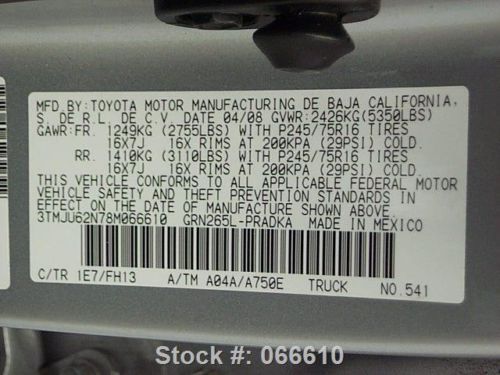 MFD.BY:TOYOTA MOTOR MANUFACTURING DE BAJA CALIFORNIA,
S. DE R.L. DE C.V. DATE 04/08 GVWR:2426KG(5350LBS)
GAWR:FR. 1249KG (2755LBS) WITH P245/75R16 TIRES
16X7J 16X RIMS AT 200KPA (29PSI) COLD.
RR. 1410KG (3110LBS) WITH P245/75R16 TIRES
16X7J 16X RIMS AT 200KPA (29PSI) COLD.
THIS VEHICLE CONFORMS TO ALL APPLICABLE FEDERAL MOTOR
VEHICLE SAFETY, AND THEFT PREVENTION STANDARDS IN
EFFECT ON THE DATE OF MANUFACTURE SHOWN ABOVE.
3TMJU62N78M066610 GRN265L-PRADKA MADE IN MEXICO
C/TR 1E7/FH13 A/TM A04A/A750E TRUCK NO.541
Stock #: 066610